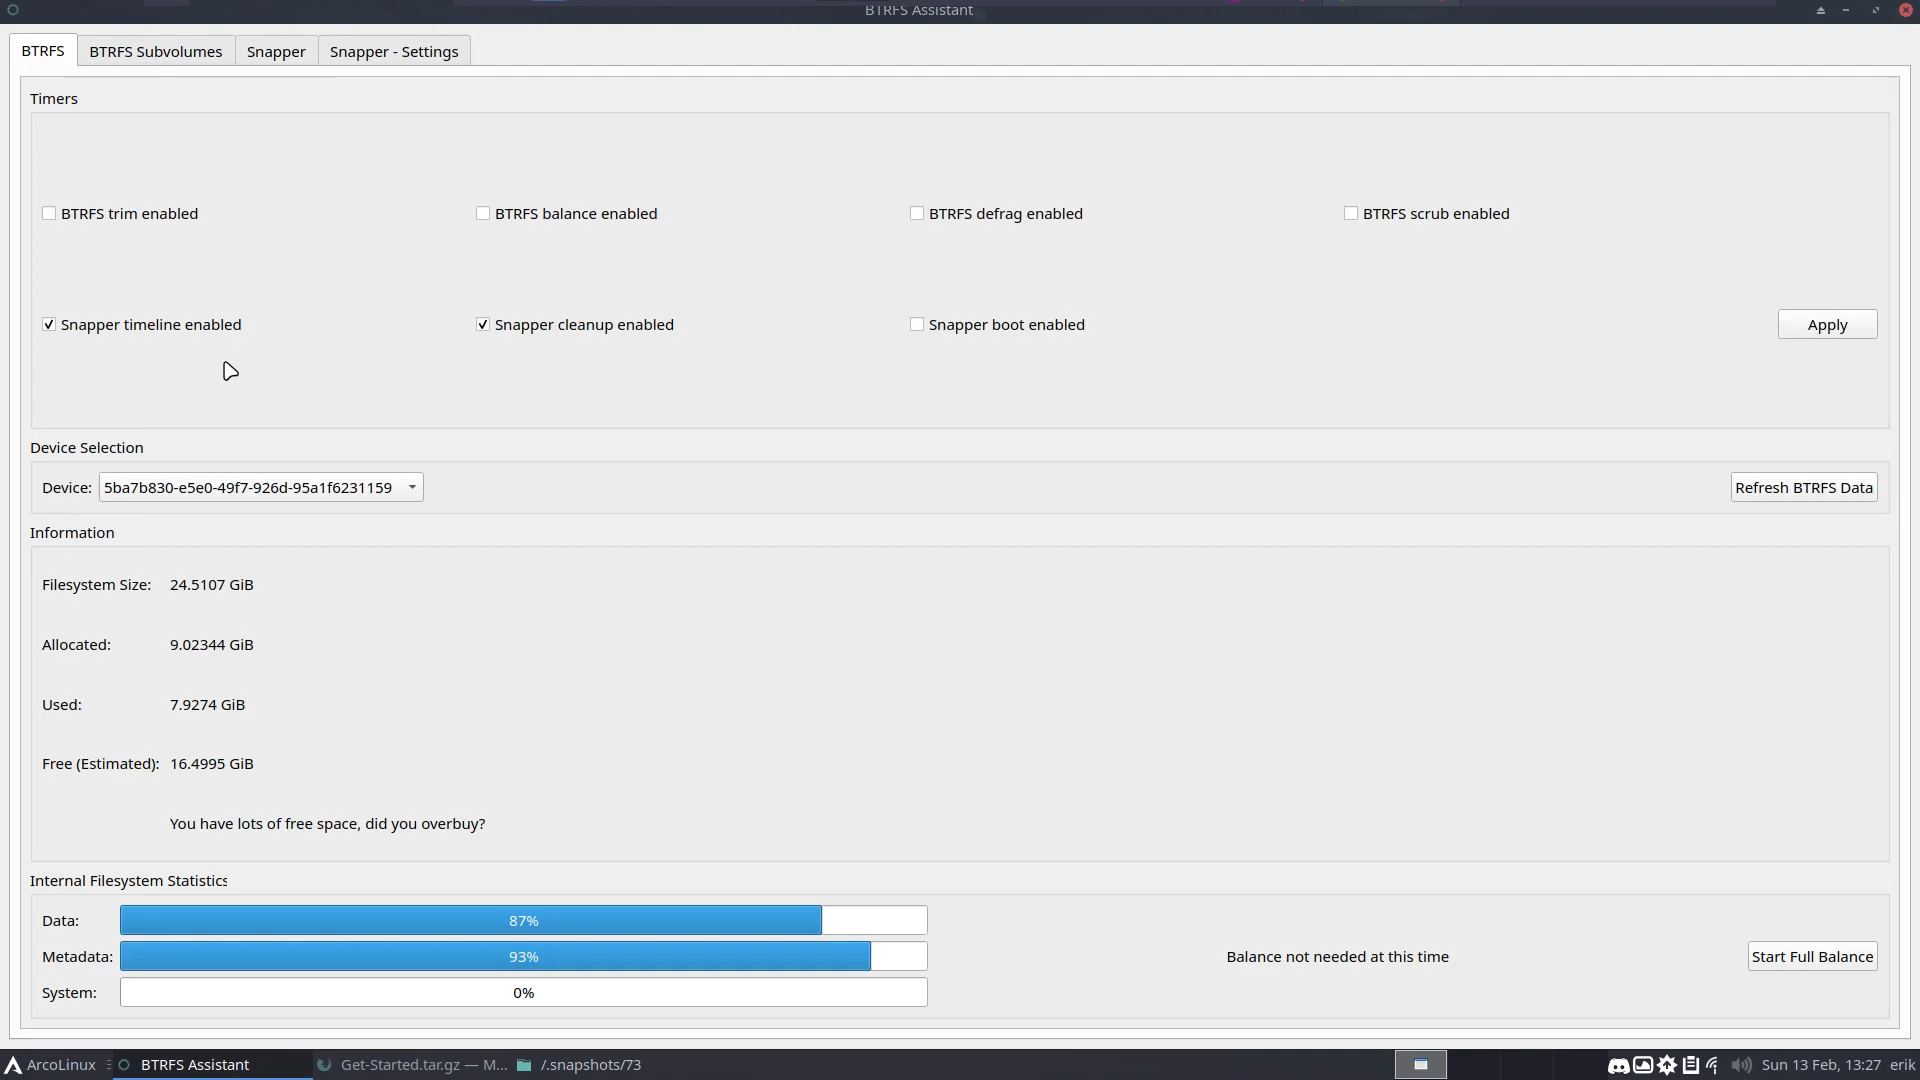 BTRFS Assistant
BTRFS
BTRFS Subvolumes
Snapper
Snapper - Settings
Timers
BTRFS trim enabled
BTRFS balance enabled
BTRFS defrag enabled
BTRFS scrub enabled
Snapper timeline enabled
Snapper cleanup enabled
Snapper boot enabled
Apply
Device Selection
Device: 5ba7b830-e5e0-49f7-926d-95a1f6231159
Refresh BTRFS Data
Information
Filesystem Size: 24.5107 GiB
Allocated: 9.02344 GiB
Used: 7.9274 GiB
Free (Estimated): 16.4995 GiB
You have lots of free space, did you overbuy?
Internal Filesystem Statistics
Data: 87%
Metadata: 93%
Balance not needed at this time
Start Full Balance
System: 0%
ArcoLinux
BTRFS Assistant
Get-Started.tar.gz — M...
/.snapshots/73
Sun 13 Feb, 13:27
erik